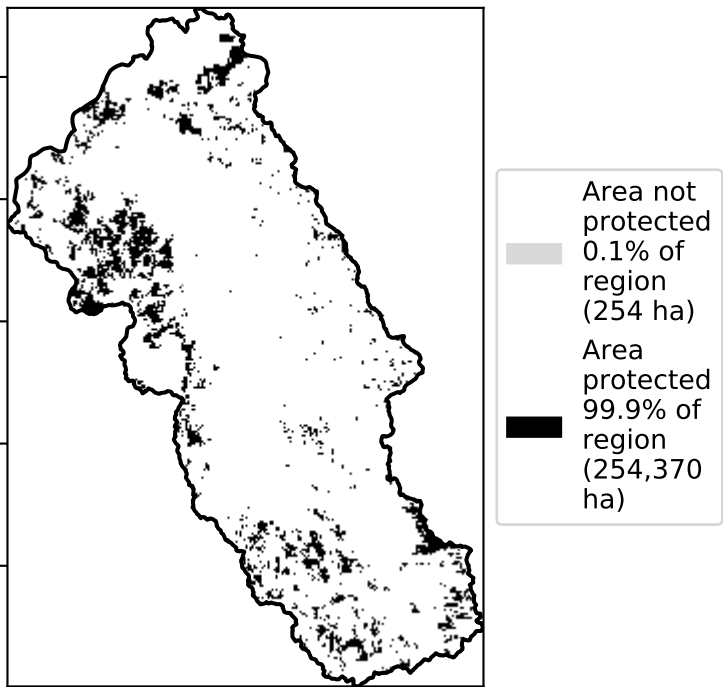 Area not
protected
0.1% of
region
(254 ha)
Area
protected
99.9% of
region
(254,370
ha)